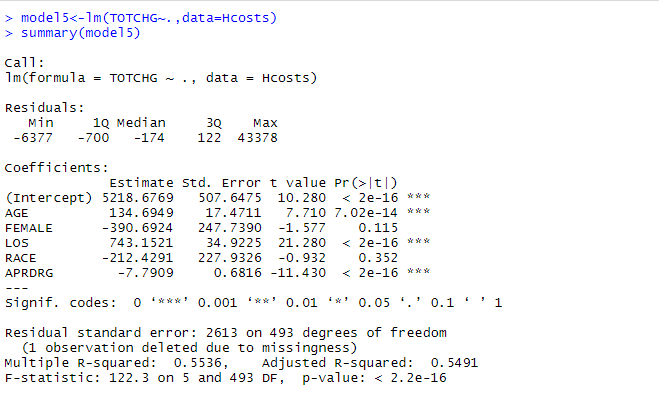 > model5<-lm(TOTCHG~.,data=Hcosts)
> summary(model5)
Call:
lm(formula = TOTCHG ~ ., data = Hcosts)
Residuals:
Min 1Q Median 3Q Max
-6377 -700 -174 122 43378
Coefficients:
Estimate Std. Error t value Pr(>|t|)
(Intercept) 5218.6769 507.6475 10.280 < 2e-16 ***
AGE 134.6949 17.4711 7.710 7.02e-14 ***
FEMALE -390.6924 247.7390 -1.577 0.115
LOS 743.1521 34.9225 21.280 < 2e-16 ***
RACE -212.4291 227.9326 -0.932 0.352
APRDRG -7.7909 0.6816 -11.430 < 2e-16 ***
---
Signif. codes: 0 ‘***’ 0.001 ‘**’ 0.01 ‘*’ 0.05 ‘.’ 0.1 ‘ ’ 1
Residual standard error: 2613 on 493 degrees of freedom
(1 observation deleted due to missingness)
Multiple R-squared: 0.5536, Adjusted R-squared: 0.5491
F-statistic: 122.3 on 5 and 493 DF, p-value: < 2.2e-16